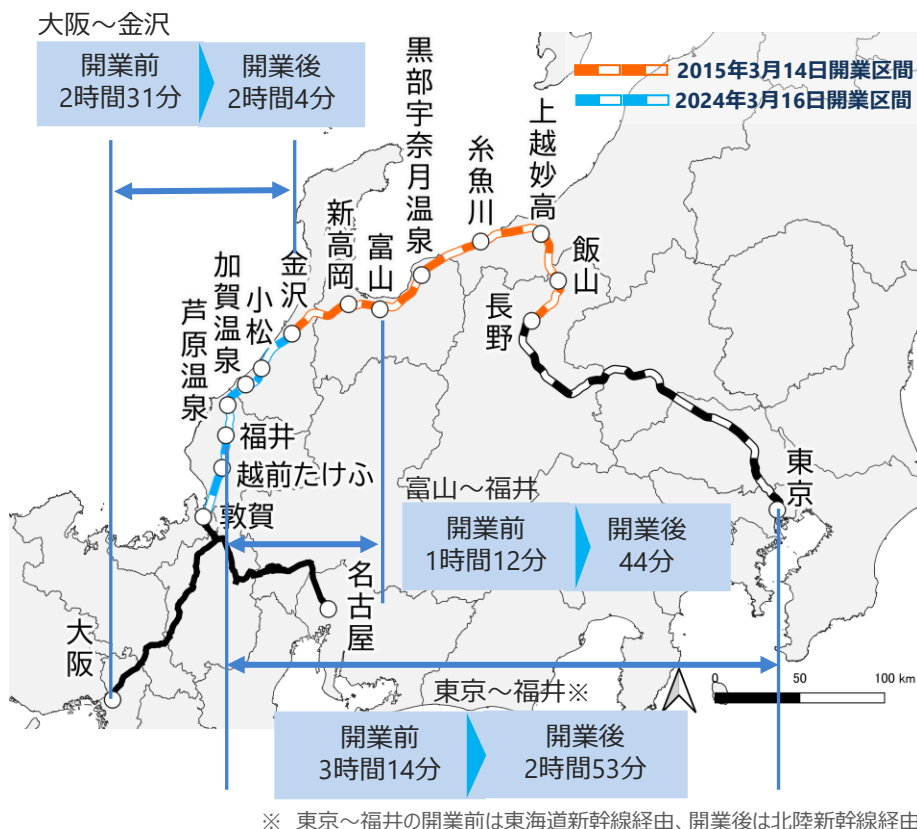 大阪～金沢
開業前
2時間31分
開業後
2時間4分
2015年3月14日開業区間
2024年3月16日開業区間
黒部宇奈月温泉
上越妙高
糸魚川
新高岡
富山
飯山
金沢
長野
加賀温泉
小松
芦原温泉
福井
越前たけふ
敦賀
東京
富山～福井
開業前
1時間12分
開業後
44分
名古屋
大阪
0 50 100 km
東京～福井※
開業前
3時間14分
開業後
2時間53分
※ 東京～福井の開業前は東海道新幹線経由、開業後は北陸新幹線経由